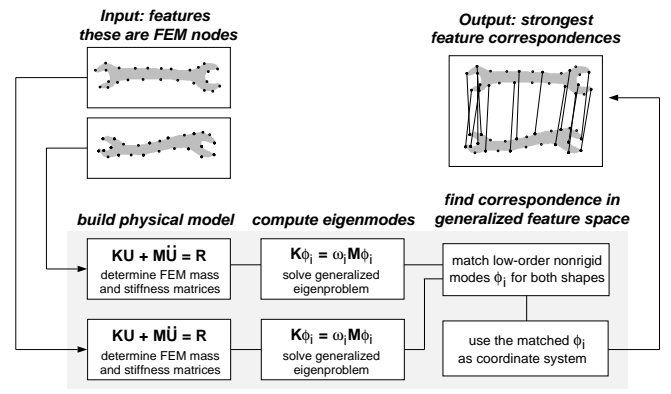 Input: features
these are FEM nodes
Output: strongest
feature correspondences
build physical model
compute eigenmodes
find correspondence in
generalized feature space
KU + MÜ = R
determine FEM mass
and stiffness matrices
Kϕi = ωiMϕi
solve generalized
eigenproblem
match low-order nonrigid
modes ϕi for both shapes
KU + MÜ = R
determine FEM mass
and stiffness matrices
Kϕi = ωiMϕi
solve generalized
eigenproblem
use the matched ϕi
as coordinate system